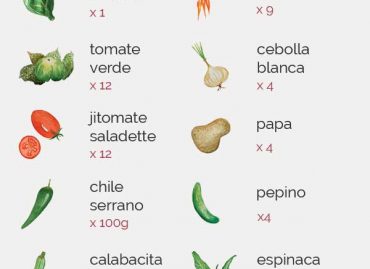 x 1
x 9
tomate
verde
x 12
cebolla
blanca
x 4
jitomate
saladette
x 12
papa
x 4
chile
serrano
x 100g
pepino
x4
calabacita
espinaca